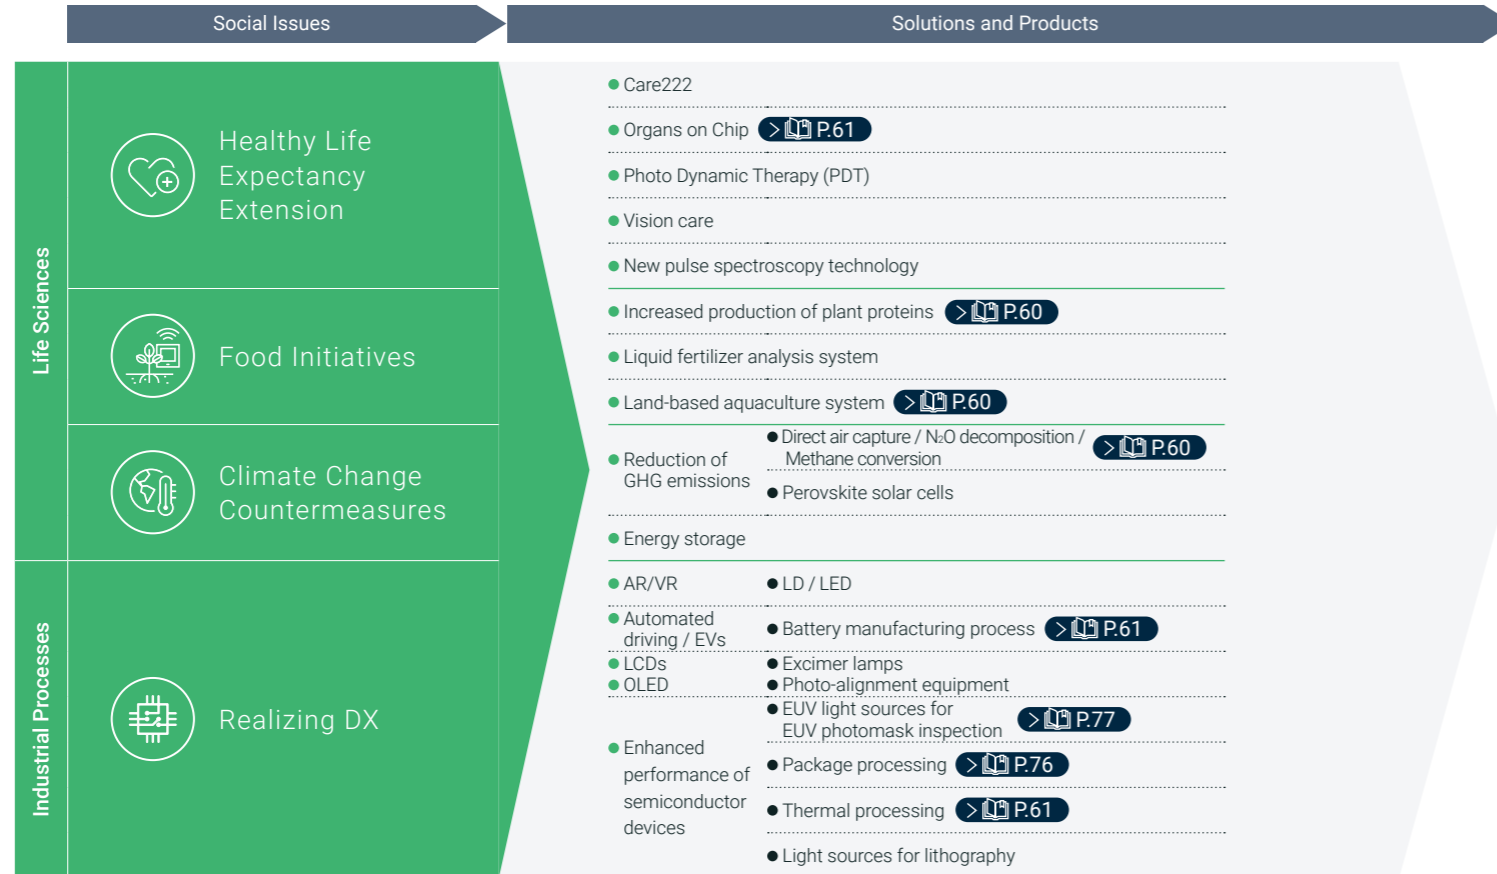 Social Issues
Solutions and Products
Life Sciences
Healthy Life
Expectancy
Extension
Care222
Organs on Chip > P.61
Photo Dynamic Therapy (PDT)
Vision care
New pulse spectroscopy technology
Food Initiatives
Increased production of plant proteins > P.60
Liquid fertilizer analysis system
Land-based aquaculture system > P.60
Climate Change
Countermeasures
Reduction of
GHG emissions
Direct air capture / N₂O decomposition /
Methane conversion > P.60
Perovskite solar cells
Energy storage
Industrial Processes
Realizing DX
AR/VR
LD / LED
Automated
driving / EVs
Battery manufacturing process > P.61
LCDs
Excimer lamps
OLED
Photo-alignment equipment
Enhanced
performance of
semiconductor
devices
EUV light sources for
EUV photomask inspection > P.77
Package processing > P.76
Thermal processing > P.61
Light sources for lithography